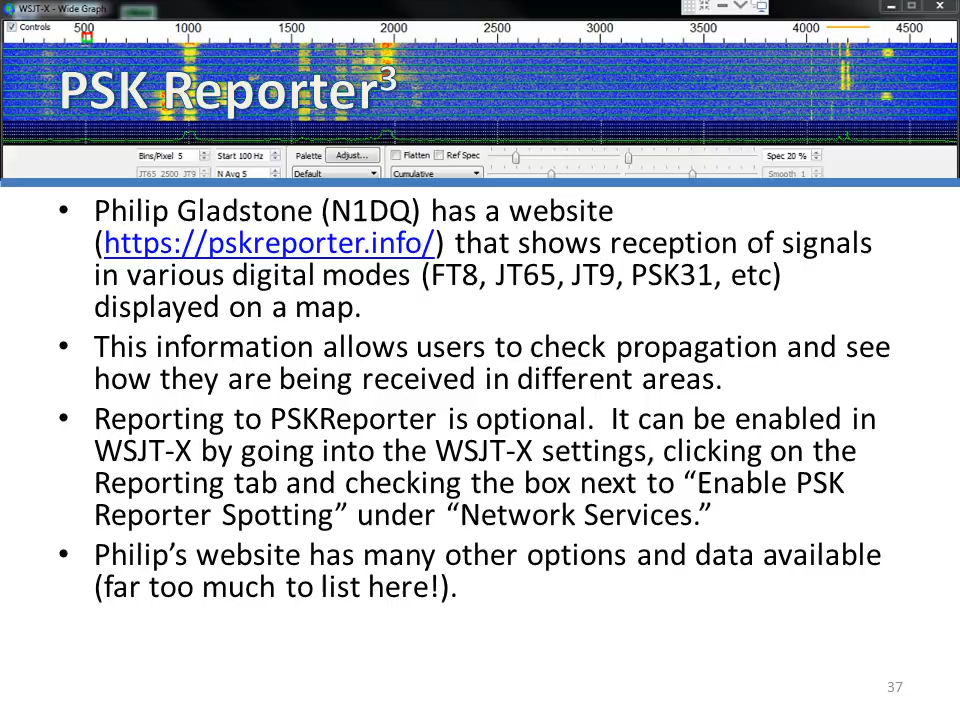 WSJT-X - Wide Graph
Controls 500 1000 1500 2000 2500 3000 3500 4000 4500
PSK Reporter³
Bins/Pixel 5 Start 100 Hz Palette Adjust... Flatten Ref Spec Spec 20 %
JT65 2500 JT9 N Avg 5 Default Cumulative Smooth 1
• Philip Gladstone (N1DQ) has a website
(https://pskreporter.info/) that shows reception of signals
in various digital modes (FT8, JT65, JT9, PSK31, etc)
displayed on a map.
• This information allows users to check propagation and see
how they are being received in different areas.
• Reporting to PSKReporter is optional.  It can be enabled in
WSJT-X by going into the WSJT-X settings, clicking on the
Reporting tab and checking the box next to “Enable PSK
Reporter Spotting” under “Network Services.”
• Philip’s website has many other options and data available
(far too much to list here!).
37